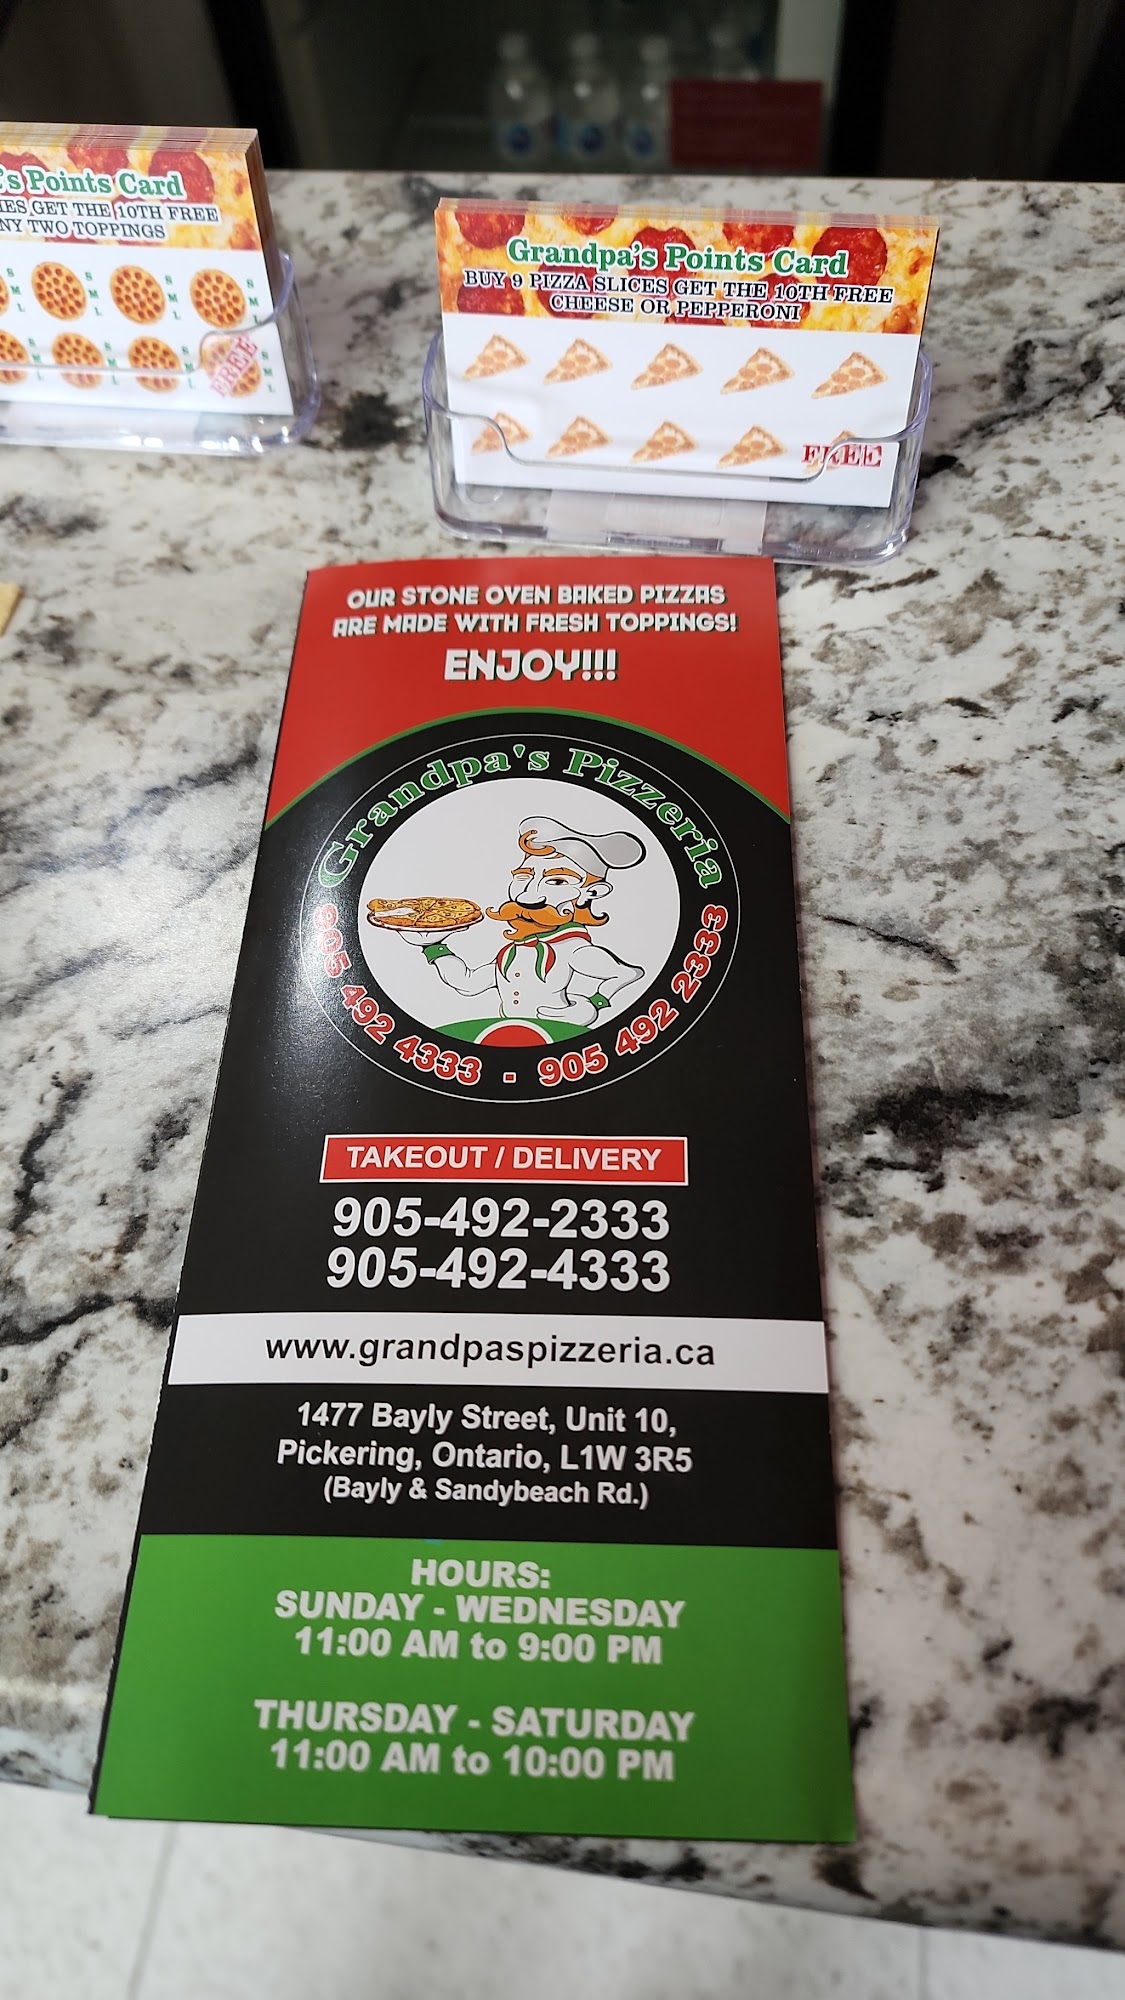 's Points Card
GET THE 10TH FREE
TWO TOPPINGS
S M L S M L S M L
S M L S M L S M L
FREE
Grandpa's Points Card
BUY 9 PIZZA SLICES GET THE 10TH FREE
CHEESE OR PEPPERONI
FREE
OUR STONE OVEN BAKED PIZZAS
ARE MADE WITH FRESH TOPPINGS!
ENJOY!!!
Grandpa's Pizzeria
905 492 4333 · 905 492 2333
TAKEOUT / DELIVERY
905-492-2333
905-492-4333
www.grandpaspizzeria.ca
1477 Bayly Street, Unit 10,
Pickering, Ontario, L1W 3R5
(Bayly & Sandybeach Rd.)
HOURS:
SUNDAY - WEDNESDAY
11:00 AM to 9:00 PM
THURSDAY - SATURDAY
11:00 AM to 10:00 PM